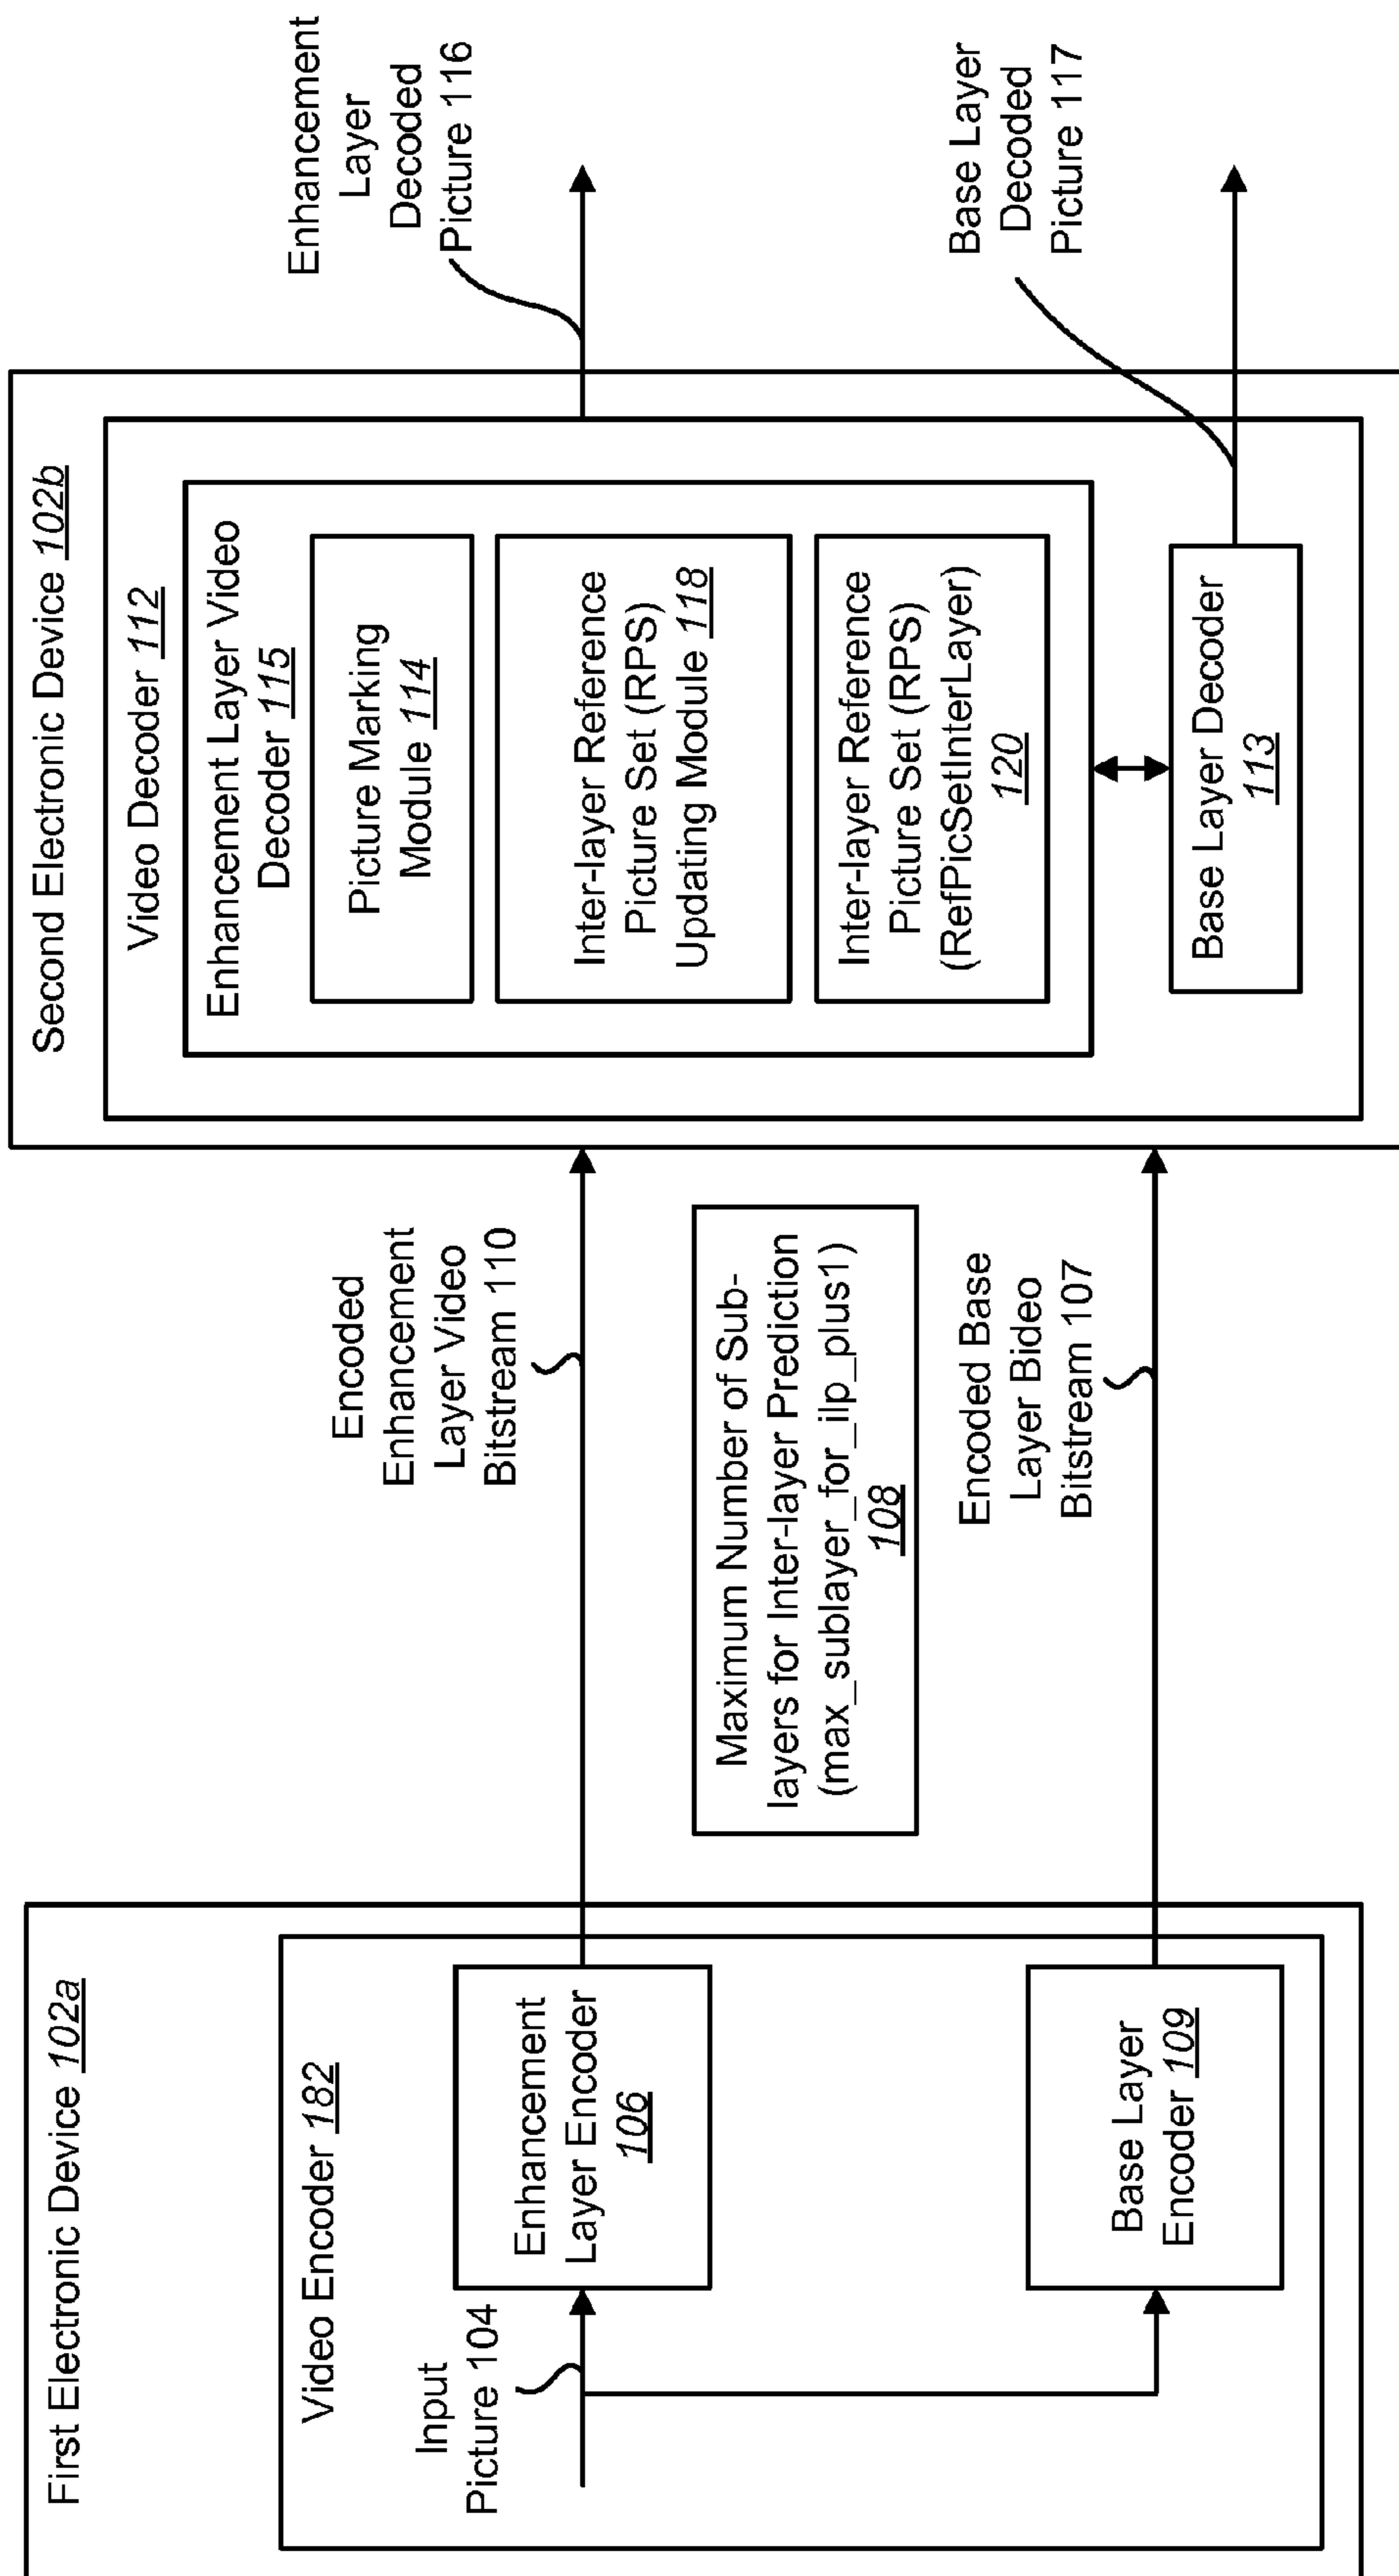 First Electronic Device 102a
Video Encoder 182
Input
Picture 104
Enhancement
Layer Encoder
106
Base Layer
Encoder 109
Encoded
Enhancement
Layer Video
Bitstream 110
Maximum Number of Sub-
layers for Inter-layer Prediction
(max_sublayer_for_ilp_plus1)
108
Encoded Base
Layer Bideo
Bitstream 107
Second Electronic Device 102b
Video Decoder 112
Enhancement Layer Video
Decoder 115
Picture Marking
Module 114
Inter-layer Reference
Picture Set (RPS)
Updating Module 118
Inter-layer Reference
Picture Set (RPS)
(RefPicSetInterLayer)
120
Base Layer Decoder
113
Enhancement
Layer
Decoded
Picture 116
Base Layer
Decoded
Picture 117